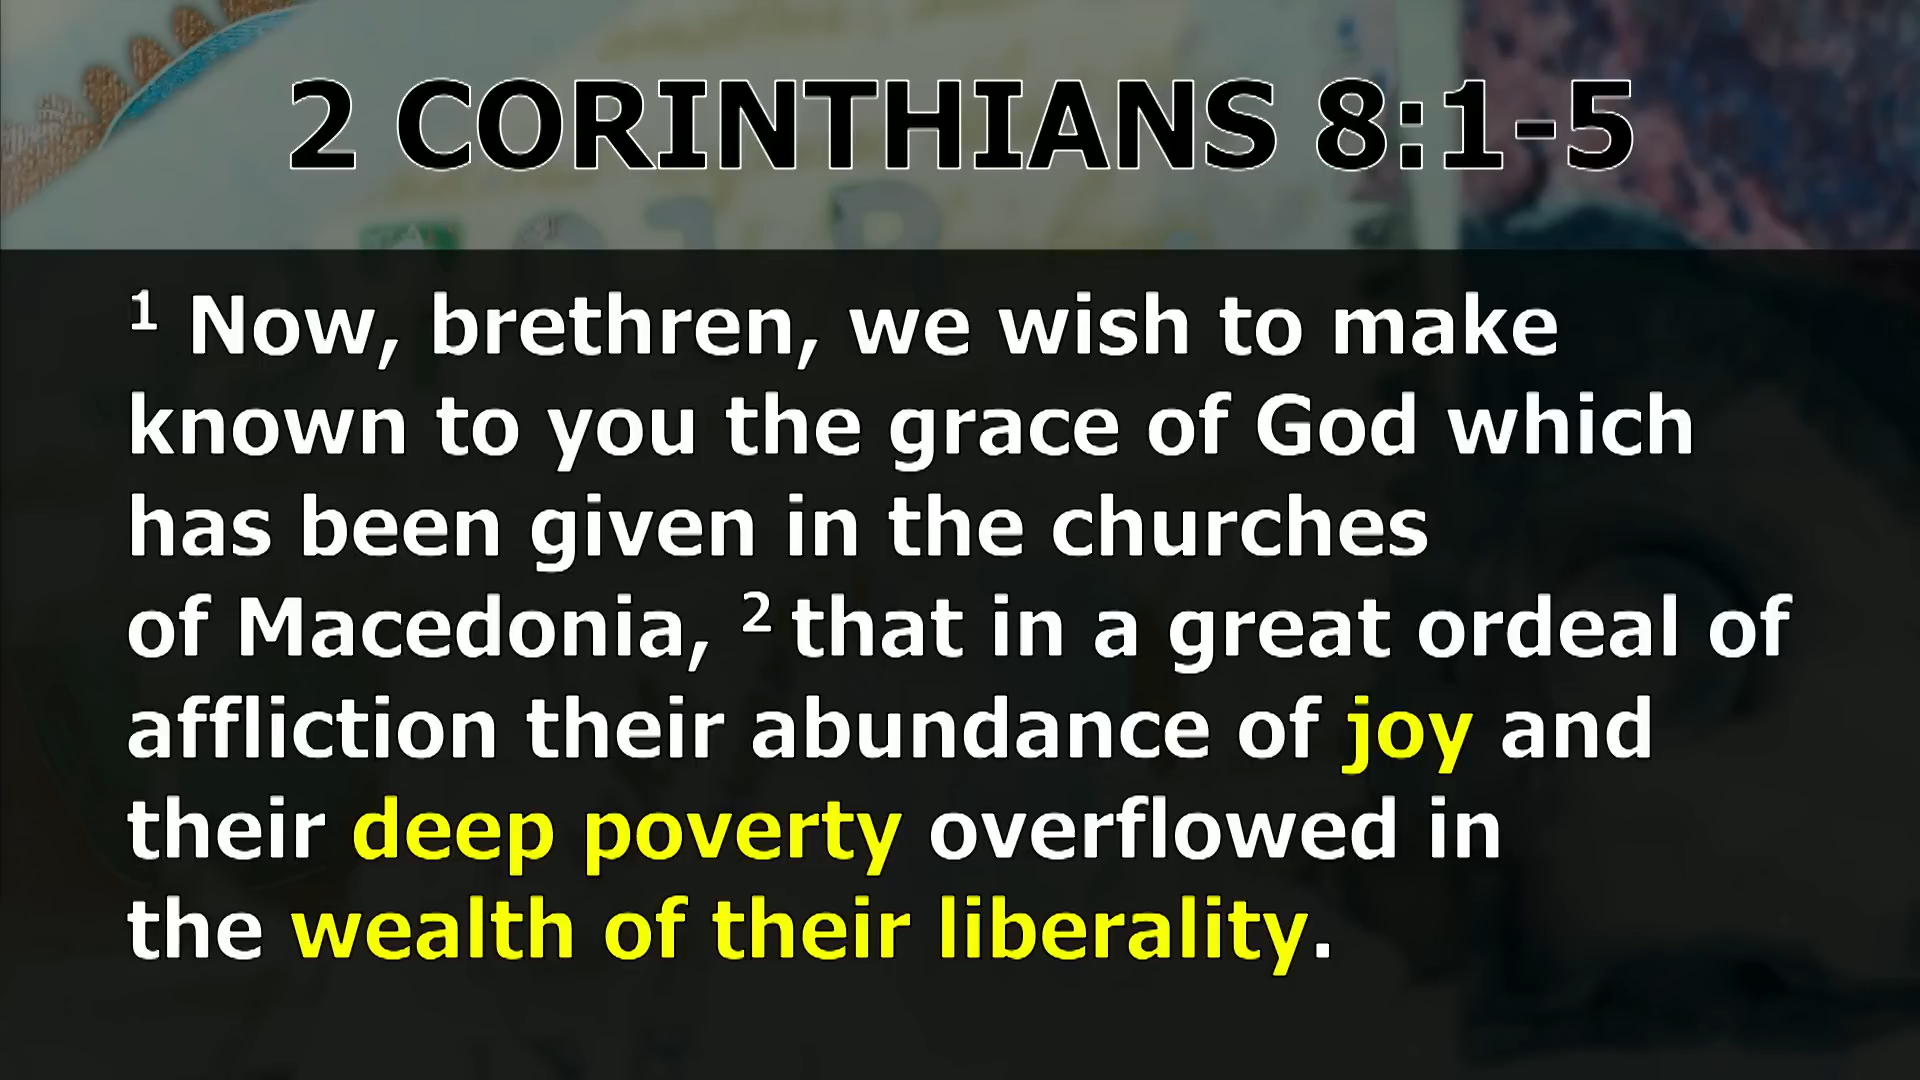 2 CORINTHIANS 8:1-5
1 Now, brethren, we wish to make
known to you the grace of God which
has been given in the churches
of Macedonia, 2 that in a great ordeal of
affliction their abundance of joy and
their deep poverty overflowed in
the wealth of their liberality.